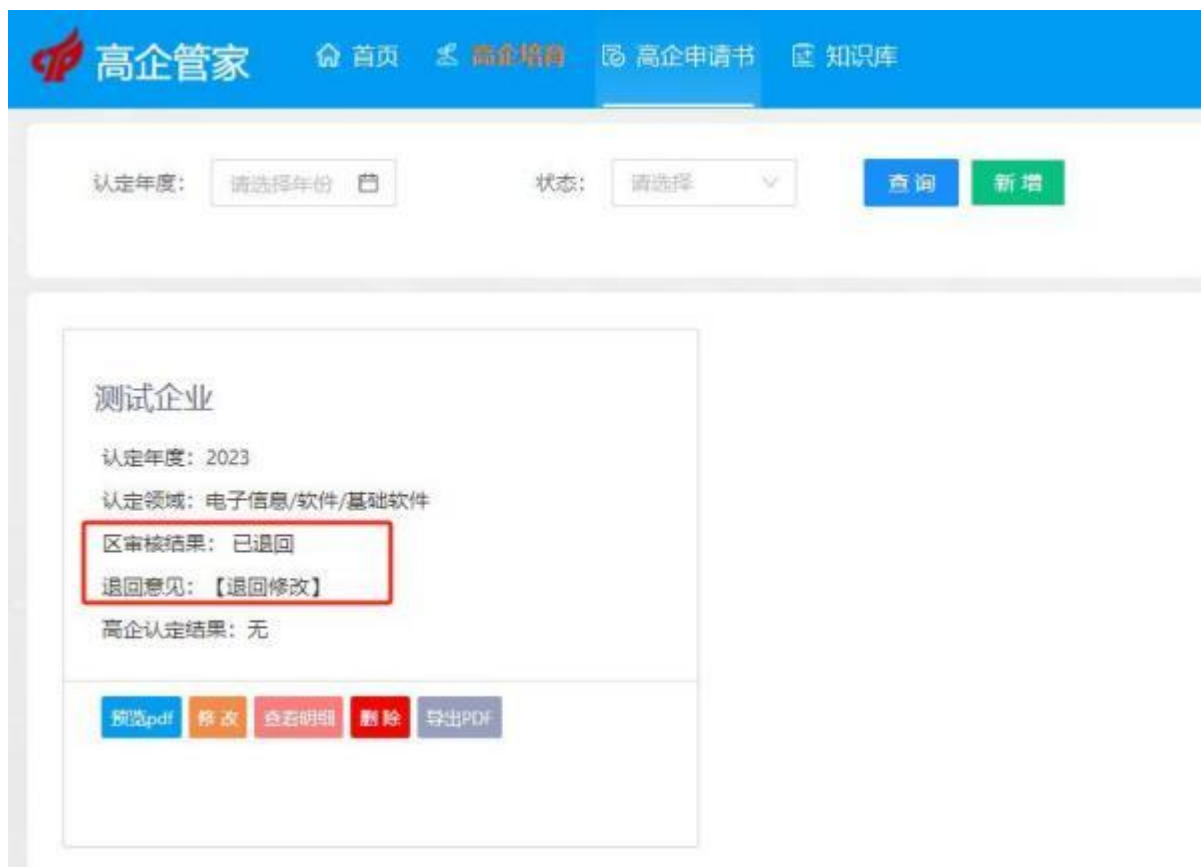 高企管家 首页 高企培育 高企申请书 知识库
认定年度： 请选择年份 状态： 请选择 查询 新增
测试企业
认定年度：2023
认定领域：电子信息/软件/基础软件
区审核结果： 已退回
退回意见：【退回修改】
高企认定结果：无
预览pdf 修改 查看明细 删除 导出PDF